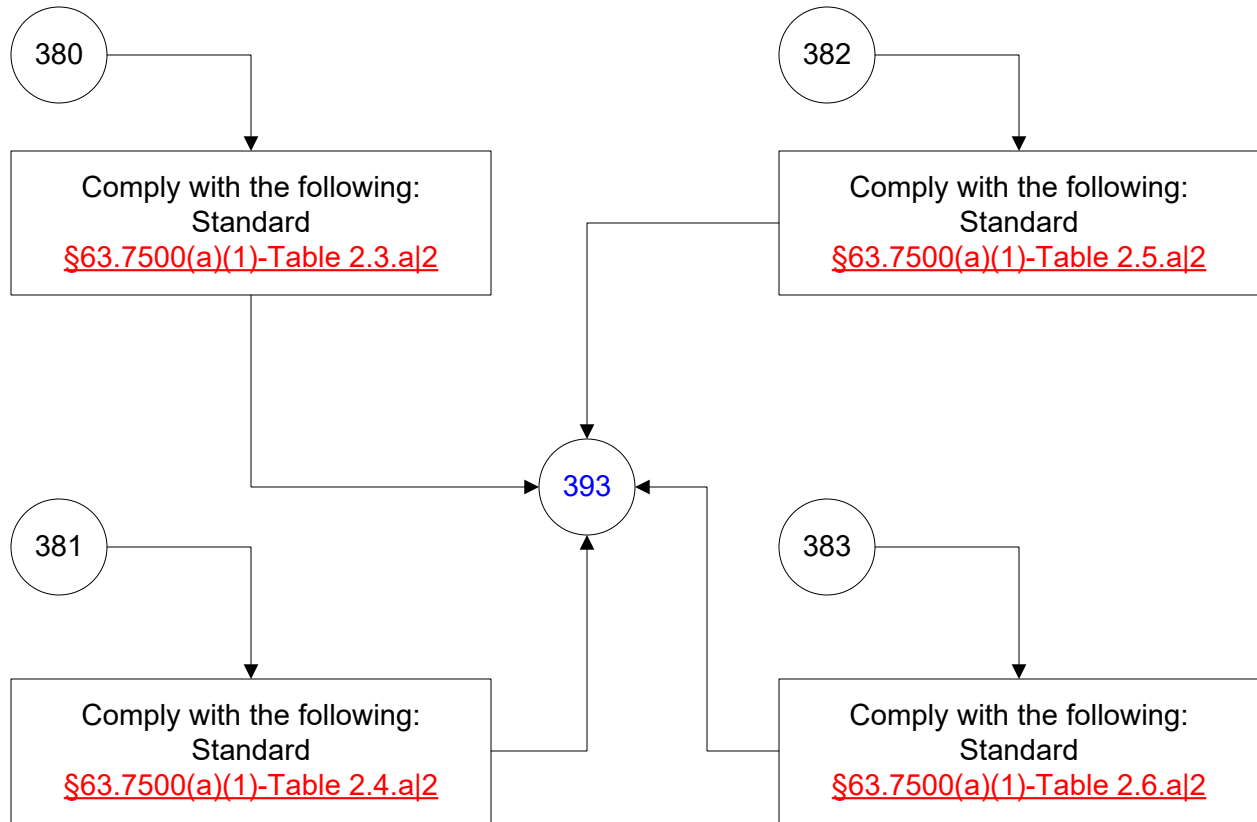 380
Comply with the following:
Standard
§63.7500(a)(1)-Table 2.3.a|2
382
Comply with the following:
Standard
§63.7500(a)(1)-Table 2.5.a|2
393
381
Comply with the following:
Standard
§63.7500(a)(1)-Table 2.4.a|2
383
Comply with the following:
Standard
§63.7500(a)(1)-Table 2.6.a|2